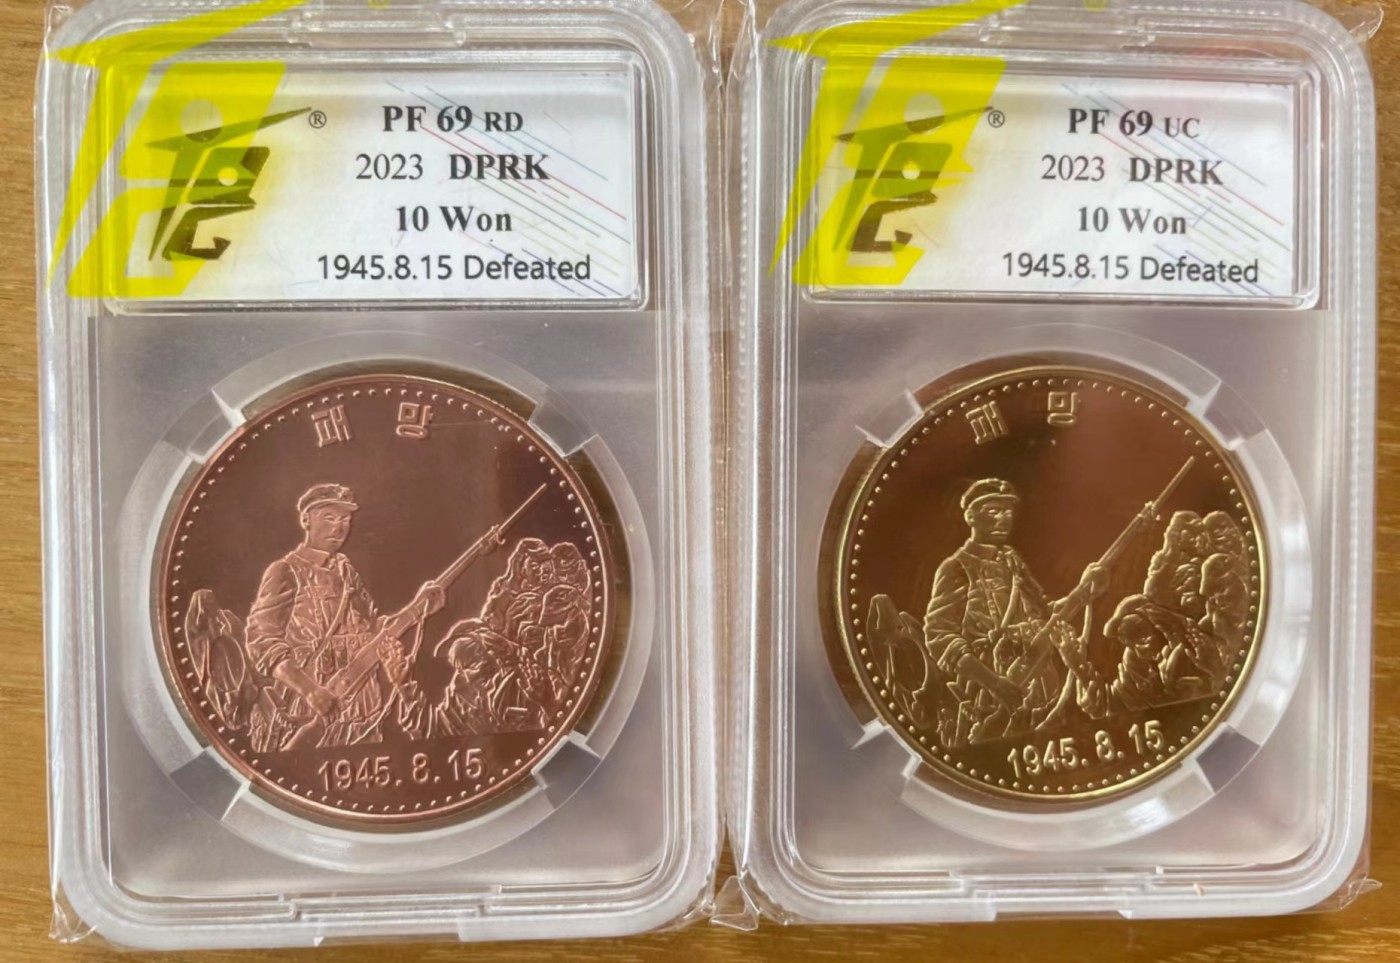 ® PF 69 RD
2023 DPRK
10 Won
1945.8.15 Defeated
패 망
1945. 8. 15
® PF 69 UC
2023 DPRK
10 Won
1945.8.15 Defeated
패 망
1945. 8. 15